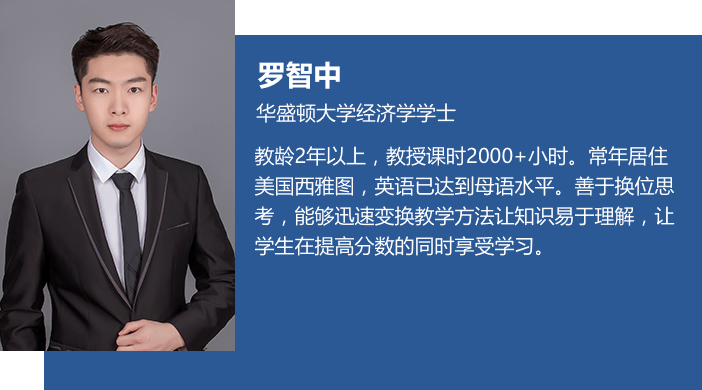 罗智中
华盛顿大学经济学学士
教龄2年以上，教授课时2000+小时。常年居住
美国西雅图，英语已达到母语水平。善于换位思
考，能够迅速变换教学方法让知识易于理解，让
学生在提高分数的同时享受学习。